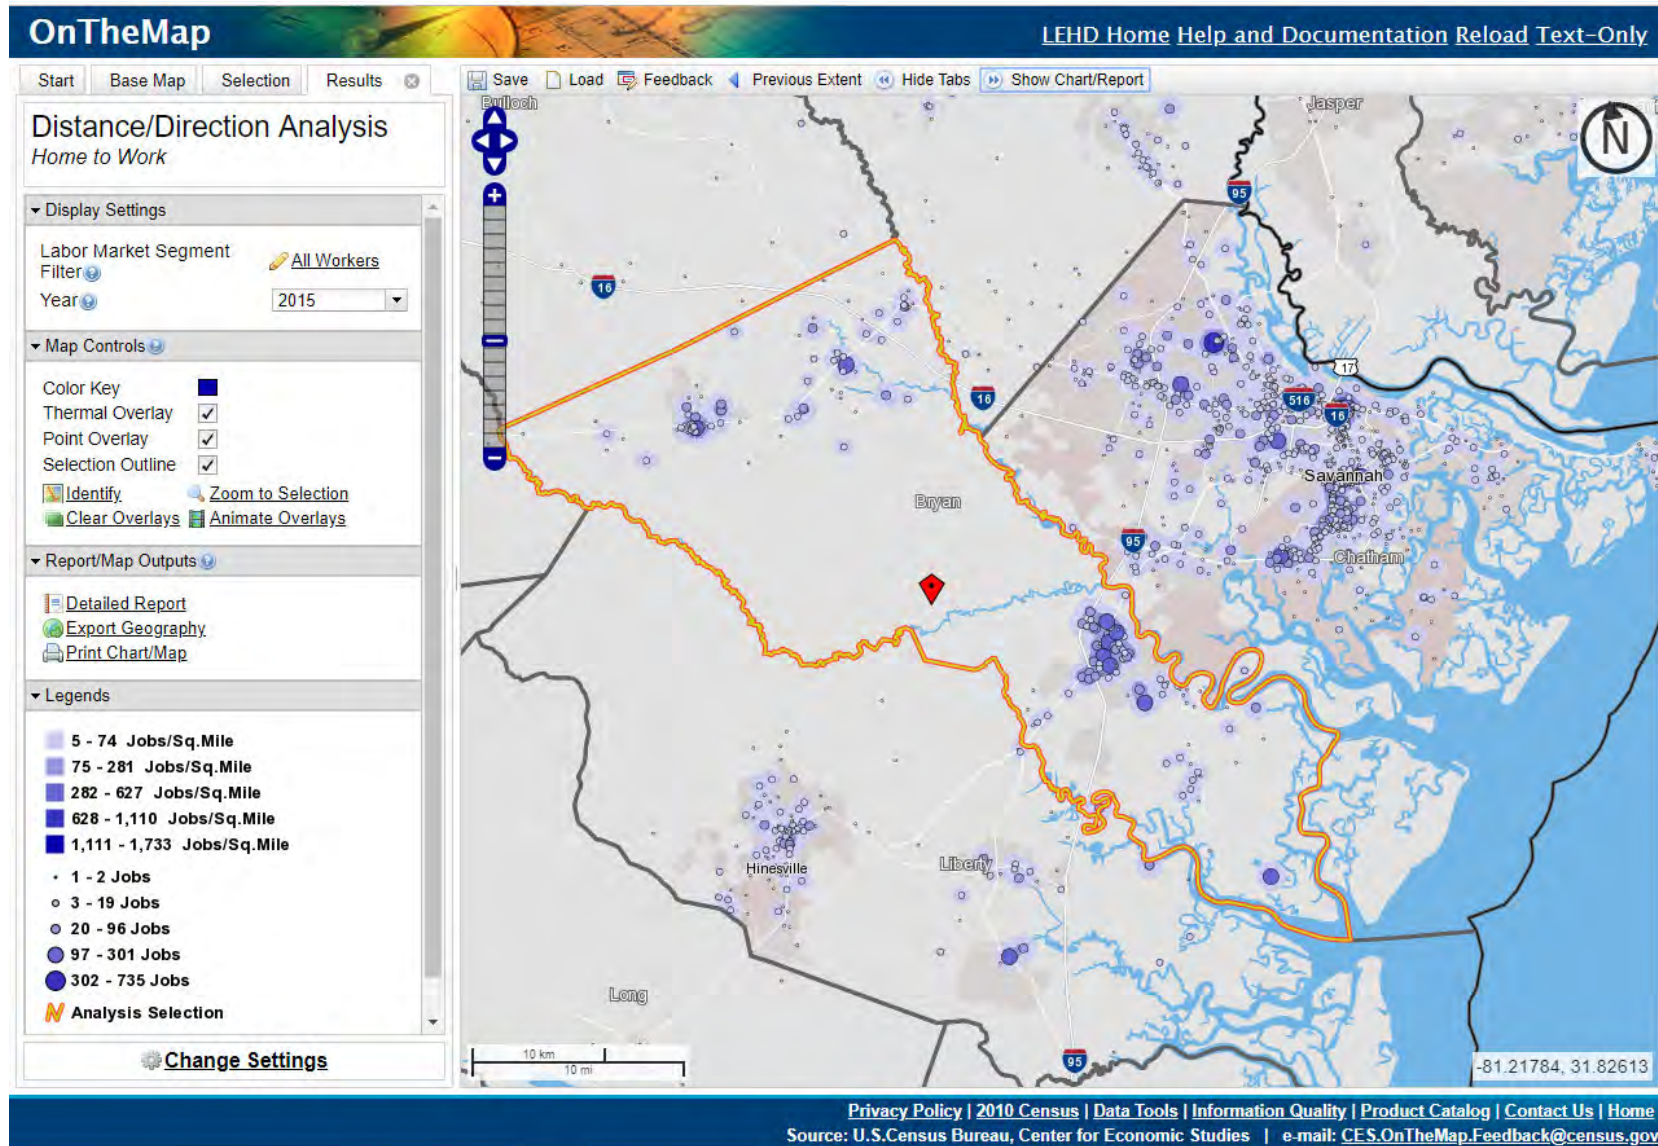 OnTheMap
LEHD Home Help and Documentation Reload Text-Only
Start Base Map Selection Results
Save Load Feedback Previous Extent Hide Tabs Show Chart/Report
Distance/Direction Analysis
Home to Work
Display Settings
Labor Market Segment
Filter
All Workers
Year
2015
Map Controls
Color Key
Thermal Overlay
Point Overlay
Selection Outline
Identify Zoom to Selection
Clear Overlays Animate Overlays
Report/Map Outputs
Detailed Report
Export Geography
Print Chart/Map
Legends
5 - 74 Jobs/Sq.Mile
75 - 281 Jobs/Sq.Mile
282 - 627 Jobs/Sq.Mile
628 - 1,110 Jobs/Sq.Mile
1,111 - 1,733 Jobs/Sq.Mile
1 - 2 Jobs
3 - 19 Jobs
20 - 96 Jobs
97 - 301 Jobs
302 - 735 Jobs
Analysis Selection
Change Settings
Bulloch
Jasper
N
95
16
17
16
516
16
Savannah
Bryan
95
Chatham
Hinesville
Liberty
Long
95
10 km
10 mi
-81.21784, 31.82613
Privacy Policy | 2010 Census | Data Tools | Information Quality | Product Catalog | Contact Us | Home
Source: U.S.Census Bureau, Center for Economic Studies | e-mail: CES.OnTheMap.Feedback@census.gov